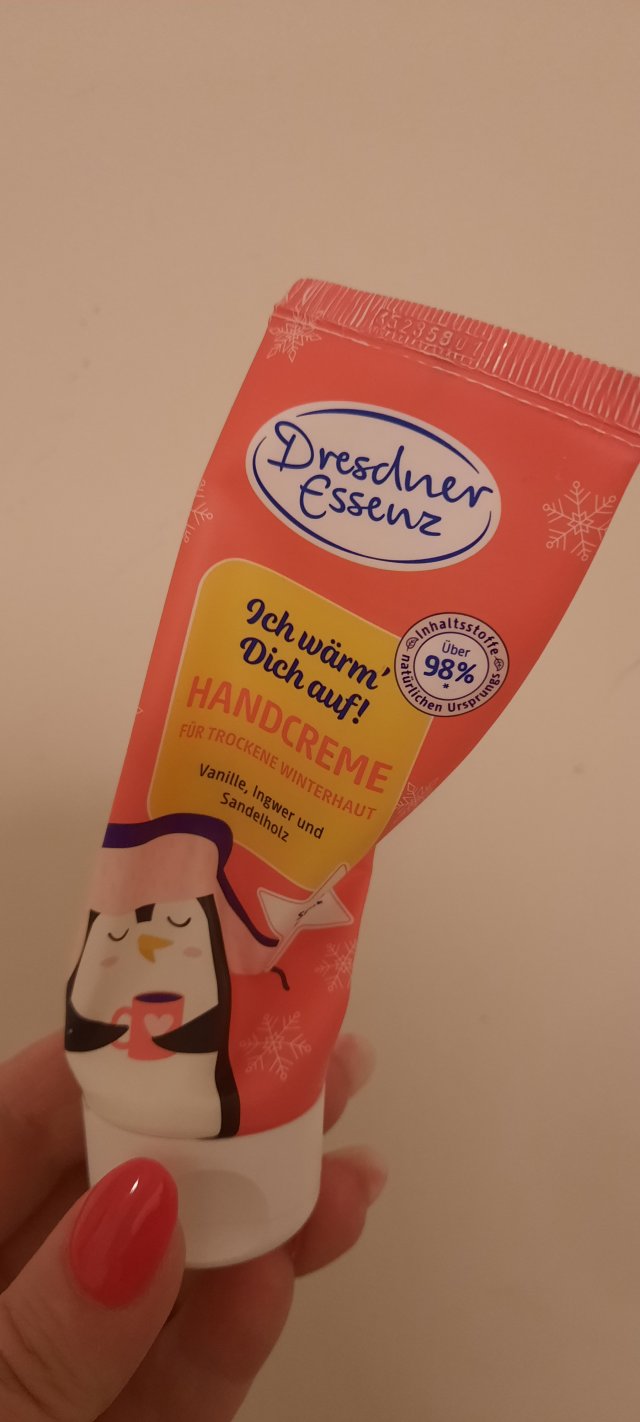 Dresdner
Essenz
Ich wärm'
Dich auf!
HANDCREME
FÜR TROCKENE WINTERHAUT
Vanille, Ingwer und
Sandelholz
Inhaltsstoffe
Über
98%
*
natürlichen Ursprungs